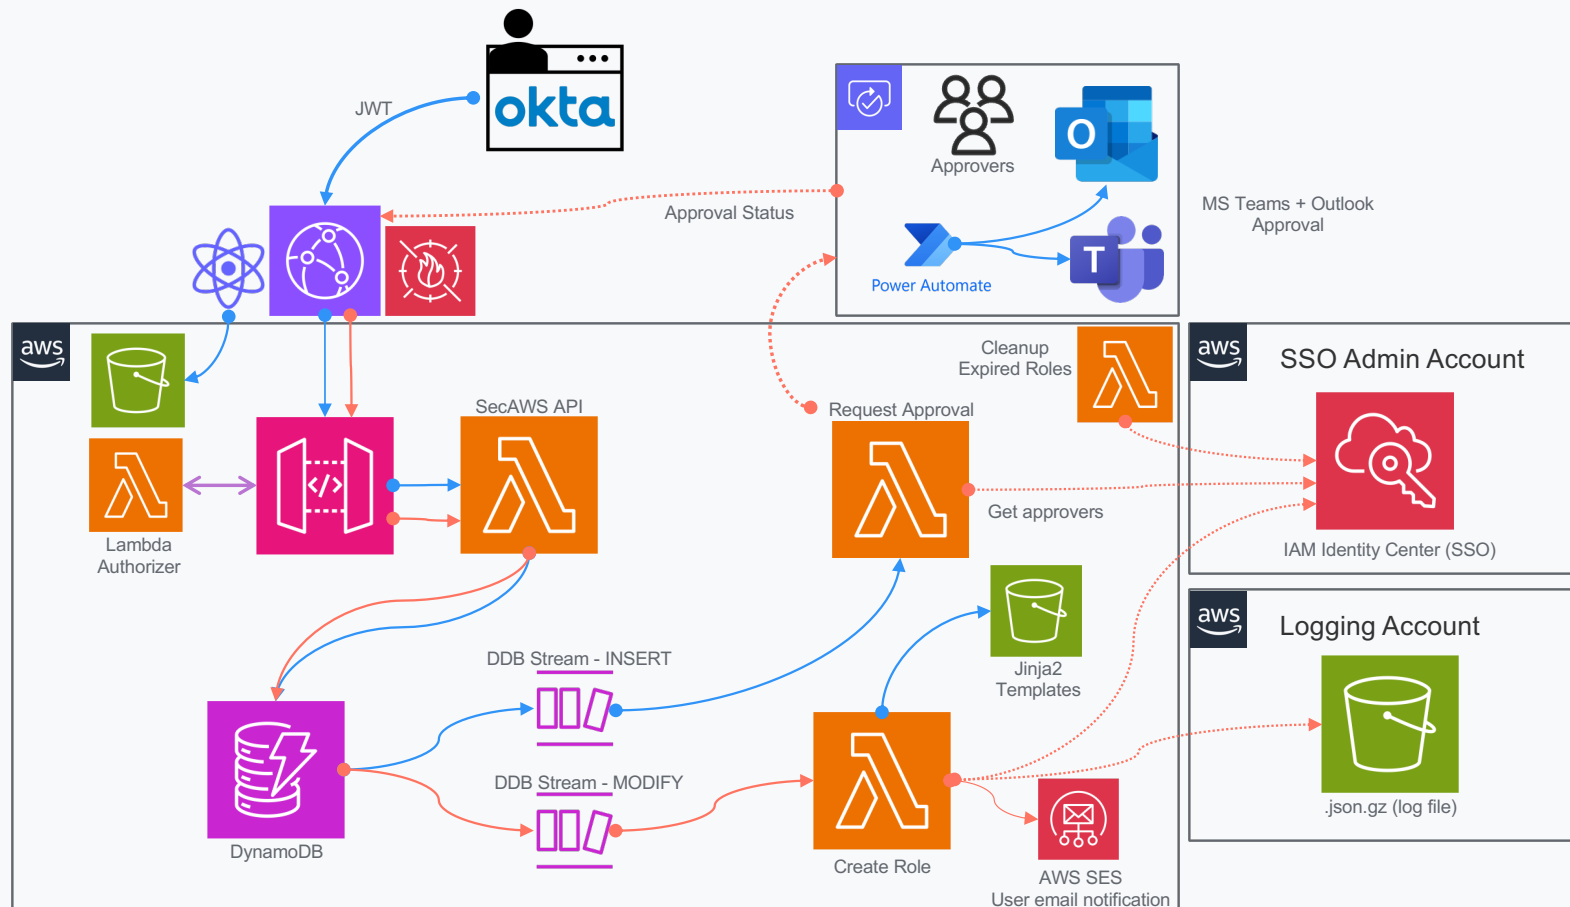 okta
JWT
Approvers
O
Approval Status
MS Teams + Outlook
Approval
T
Power Automate
aws
Cleanup
Expired Roles
aws
SSO Admin Account
SecAWS API
Request Approval
</>
Get approvers
Lambda
Authorizer
IAM Identity Center (SSO)
aws
Logging Account
DDB Stream - INSERT
Jinja2
Templates
DDB Stream - MODIFY
.json.gz (log file)
DynamoDB
Create Role
AWS SES
User email notification